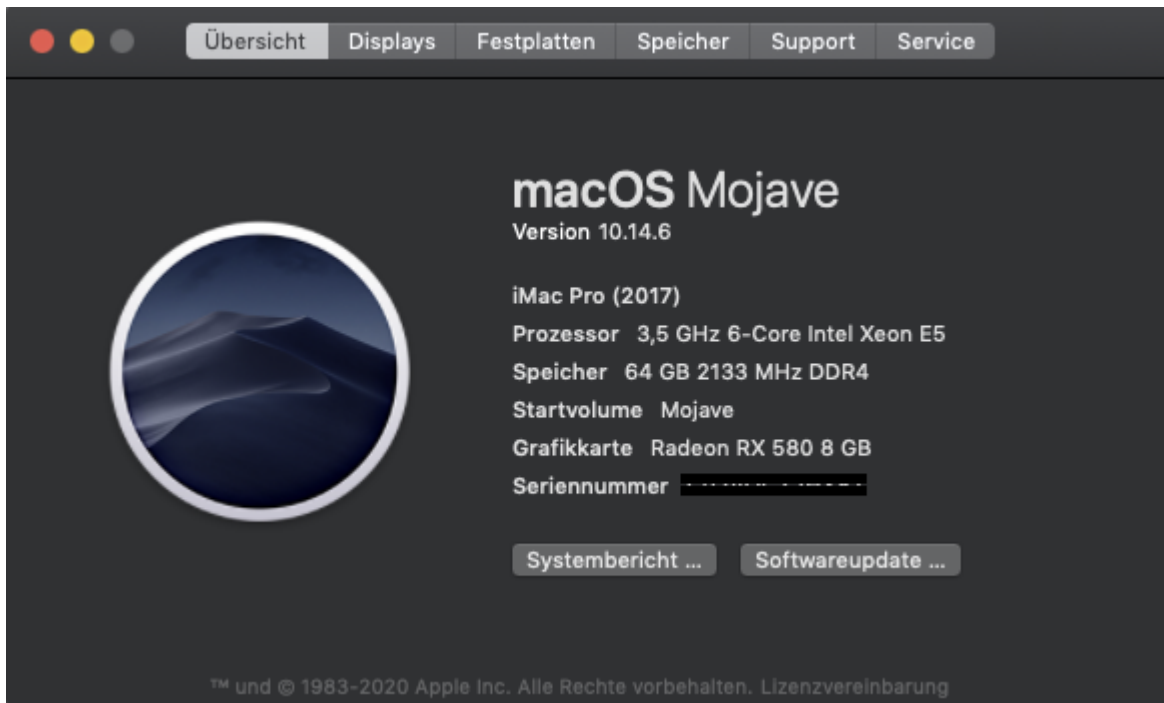 Übersicht Displays Festplatten Speicher Support Service
macOS Mojave
Version 10.14.6
iMac Pro (2017)
Prozessor 3,5 GHz 6-Core Intel Xeon E5
Speicher 64 GB 2133 MHz DDR4
Startvolume Mojave
Grafikkarte Radeon RX 580 8 GB
Seriennummer
Systembericht ... Softwareupdate ...
™ und © 1983-2020 Apple Inc. Alle Rechte vorbehalten. Lizenzvereinbarung